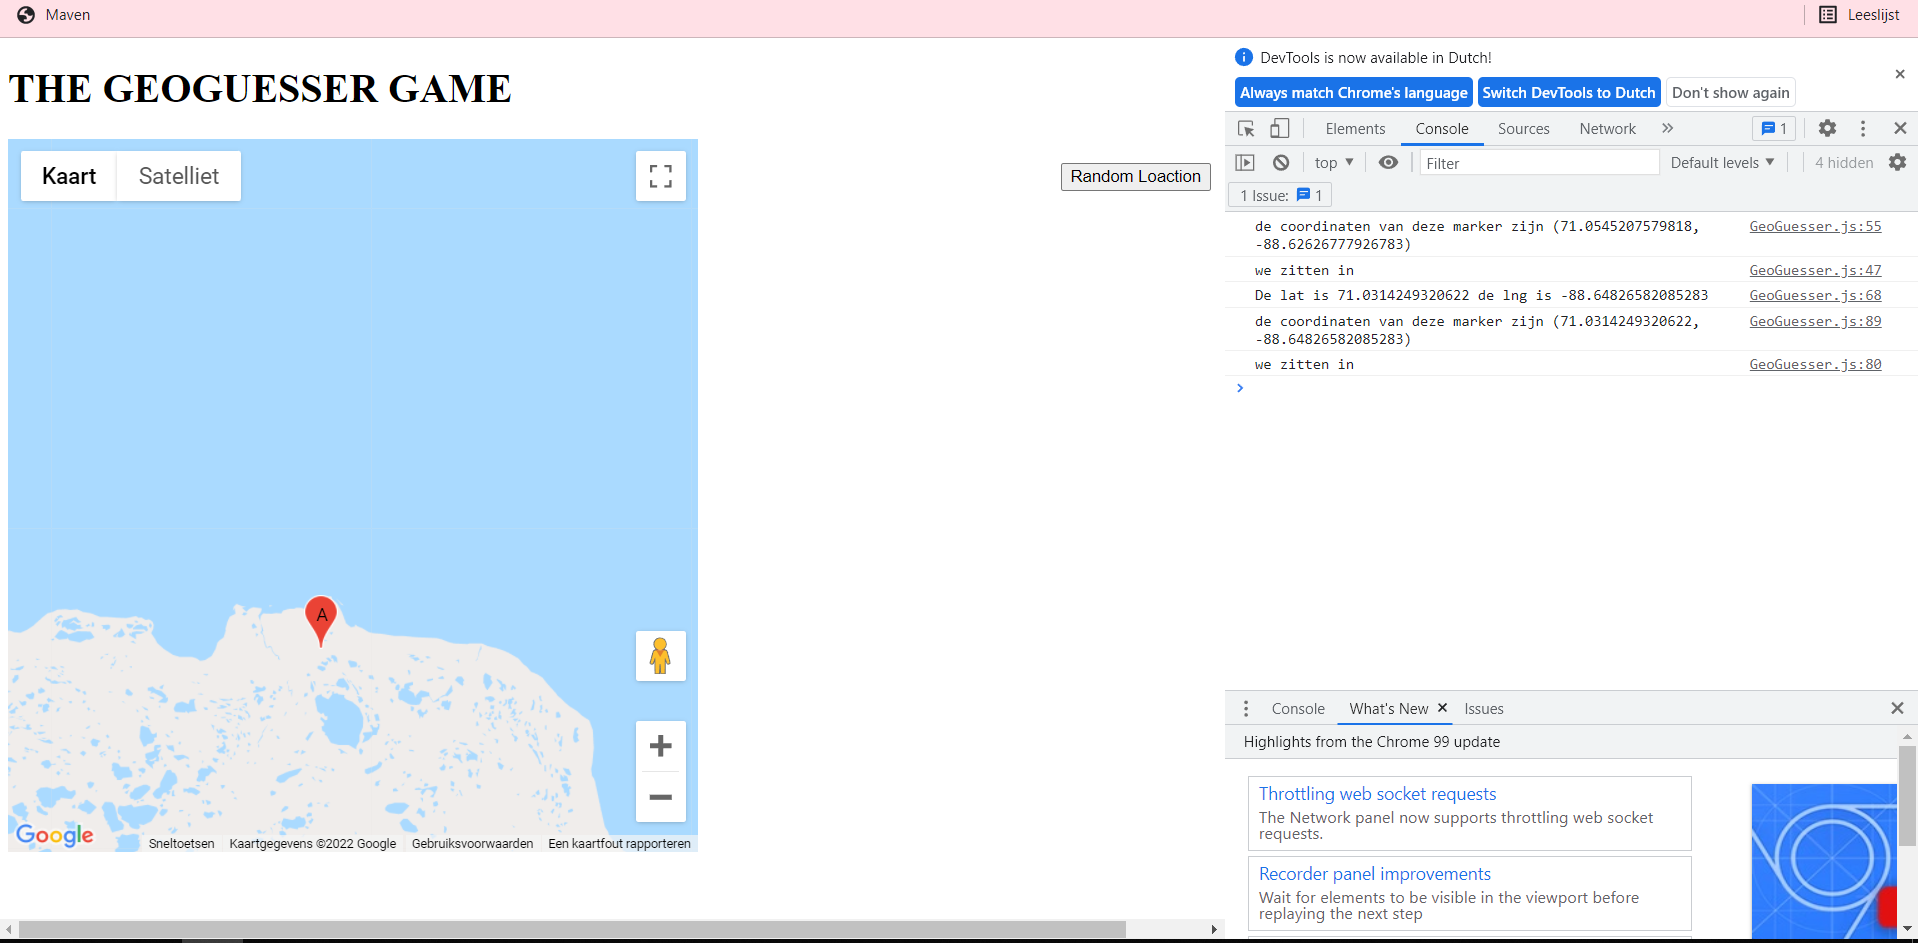 Maven
Leeslijst
THE GEOGUESSER GAME
Kaart
Satelliet
A
Google
Sneltoetsen
Kaartgegevens ©2022 Google
Gebruiksvoorwaarden
Een kaartfout rapporteren
Random Loaction
DevTools is now available in Dutch!
Always match Chrome's language
Switch DevTools to Dutch
Don't show again
Elements
Console
Sources
Network
1
top
Filter
Default levels
4 hidden
1 Issue:
1
de coordinaten van deze marker zijn (71.0545207579818,
-88.62626777926783)
GeoGuesser.js:55
we zitten in
GeoGuesser.js:47
De lat is 71.0314249320622 de lng is -88.64826582085283
GeoGuesser.js:68
de coordinaten van deze marker zijn (71.0314249320622,
-88.64826582085283)
GeoGuesser.js:89
we zitten in
GeoGuesser.js:80
Console
What's New
Issues
Highlights from the Chrome 99 update
Throttling web socket requests
The Network panel now supports throttling web socket
requests.
Recorder panel improvements
Wait for elements to be visible in the viewport before
replaying the next step